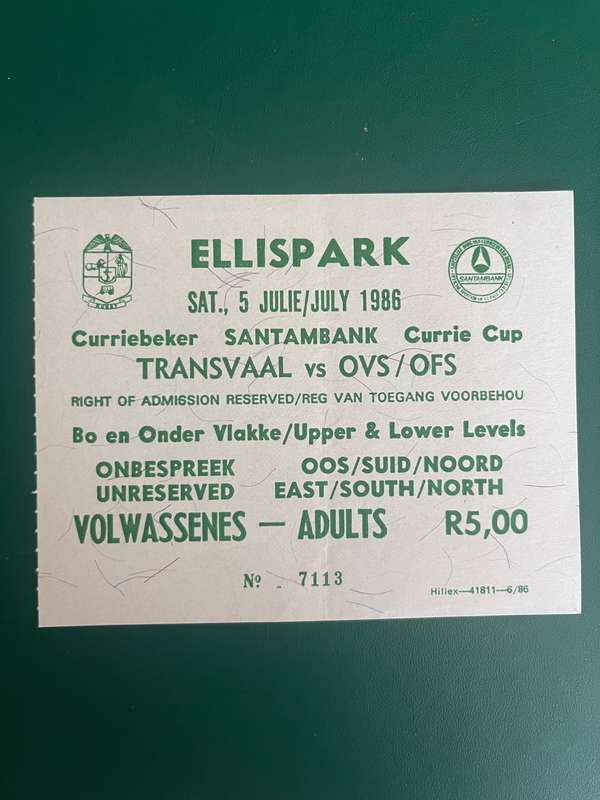 ELLISPARK
SAT., 5 JULIE/JULY 1986
SANTAMBANK
Curriebeker SANTAMBANK Currie Cup
TRANSVAAL vs OVS/OFS
RIGHT OF ADMISSION RESERVED/REG VAN TOEGANG VOORBEHOU
Bo en Onder Vlakke/Upper & Lower Levels
ONBESPREEK OOS/SUID/NOORD
UNRESERVED EAST/SOUTH/NORTH
VOLWASSENES — ADULTS R5,00
No. 7113
Hiliex—41811—6/86